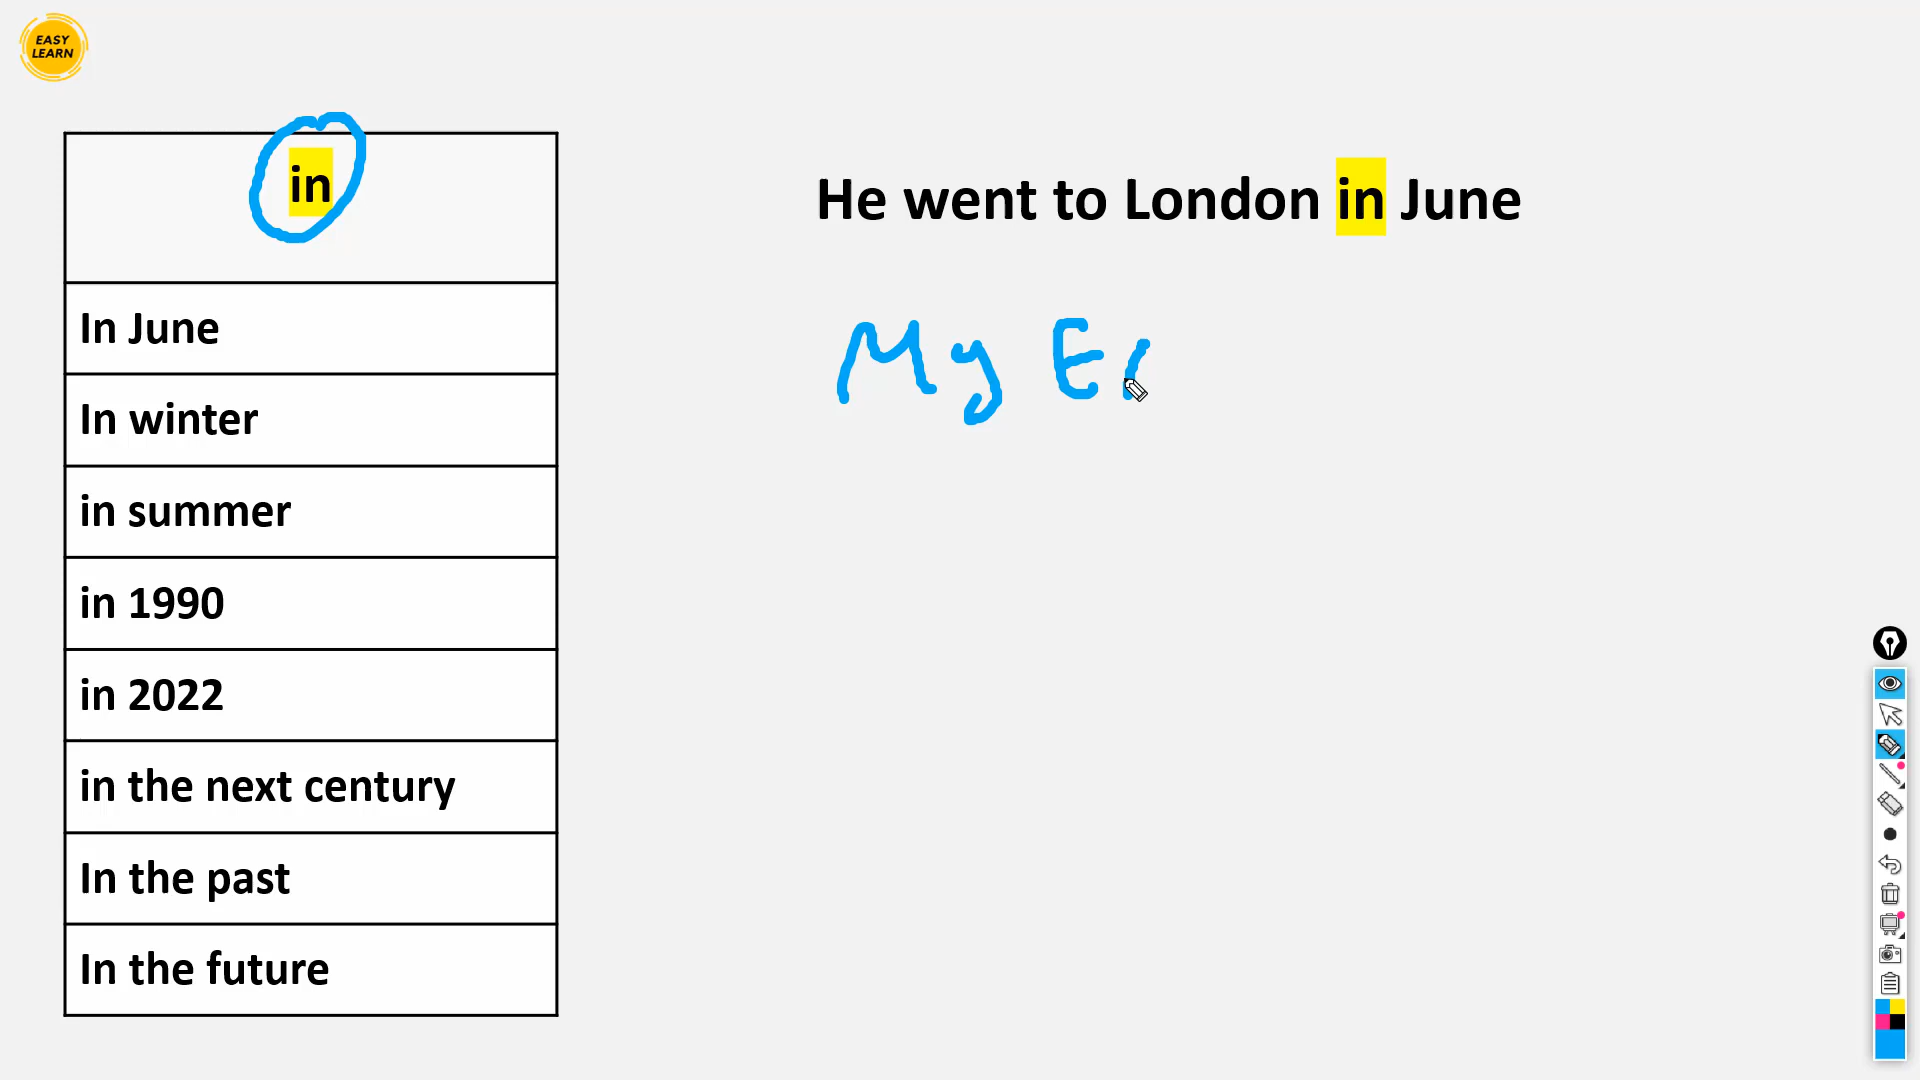 EASY
LEARN
in
In June
In winter
in summer
in 1990
in 2022
in the next century
In the past
In the future
He went to London in June
My E